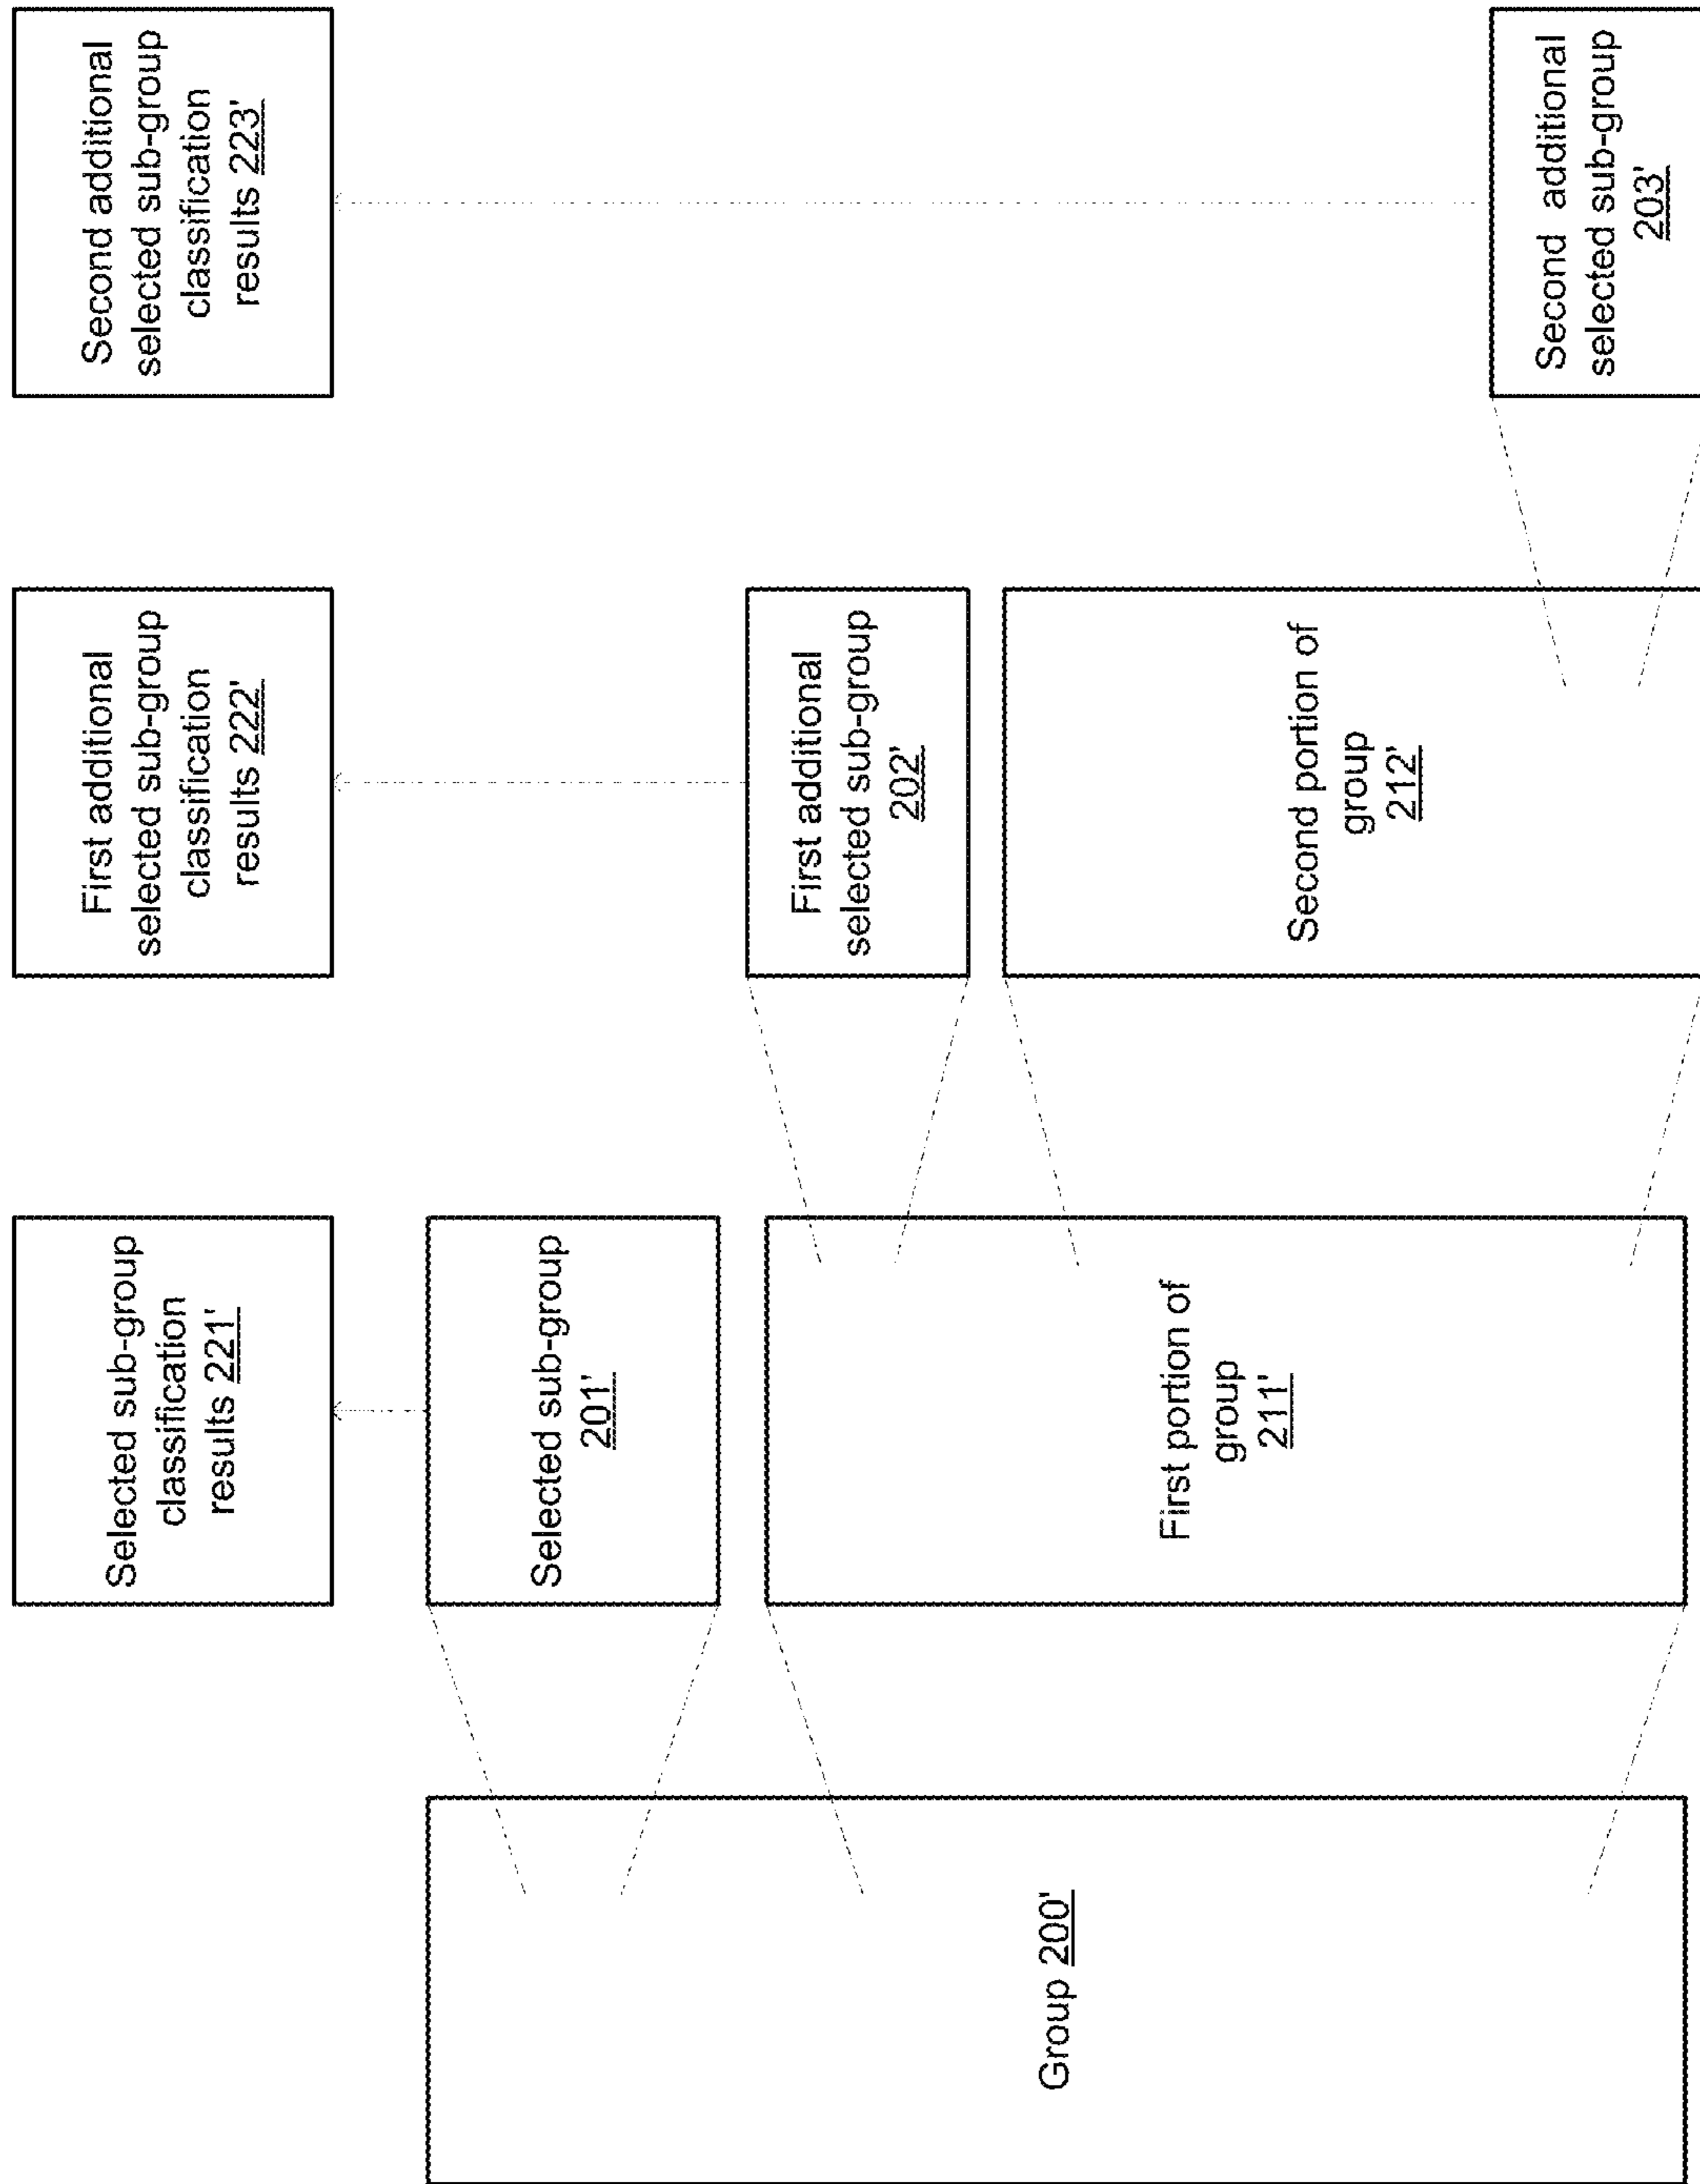 Group 200'
Selected sub-group
classification
results 221'
Selected sub-group
201'
First portion of
group
211'
First additional
selected sub-group
classification
results 222'
First additional
selected sub-group
202'
Second portion of
group
212'
Second additional
selected sub-group
classification
results 223'
Second additional
selected sub-group
203'